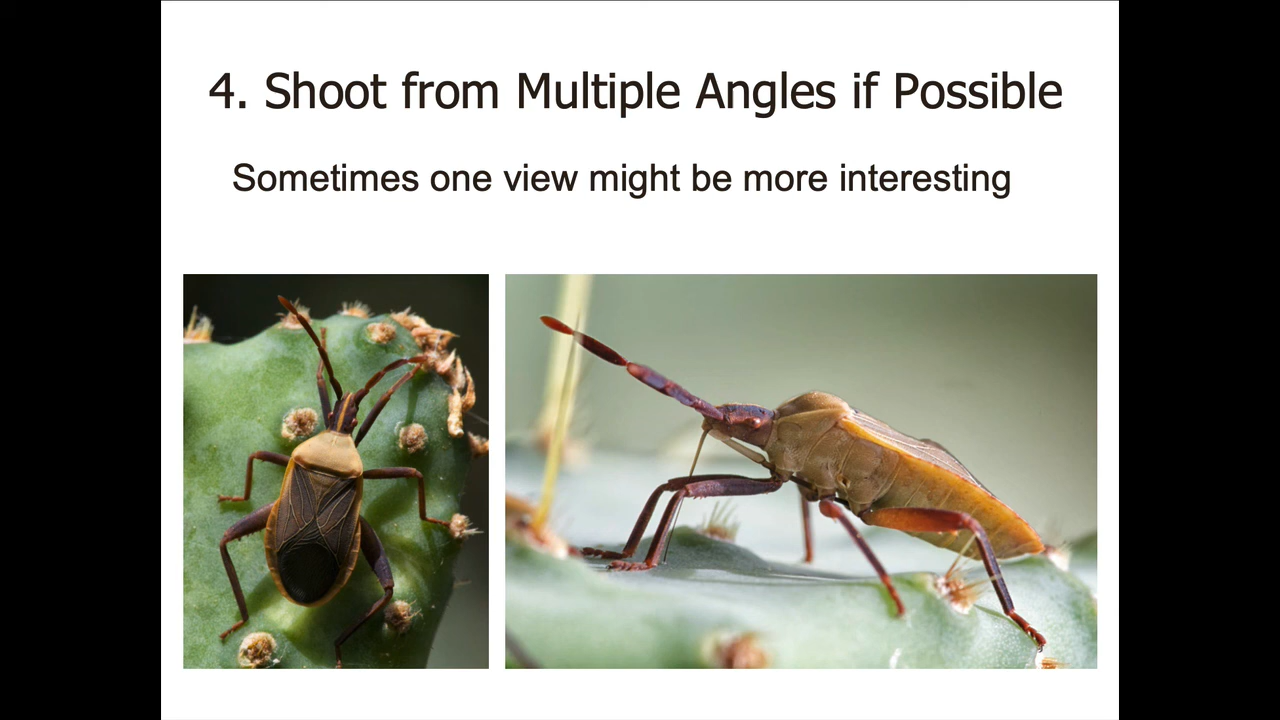 4. Shoot from Multiple Angles if Possible
Sometimes one view might be more interesting